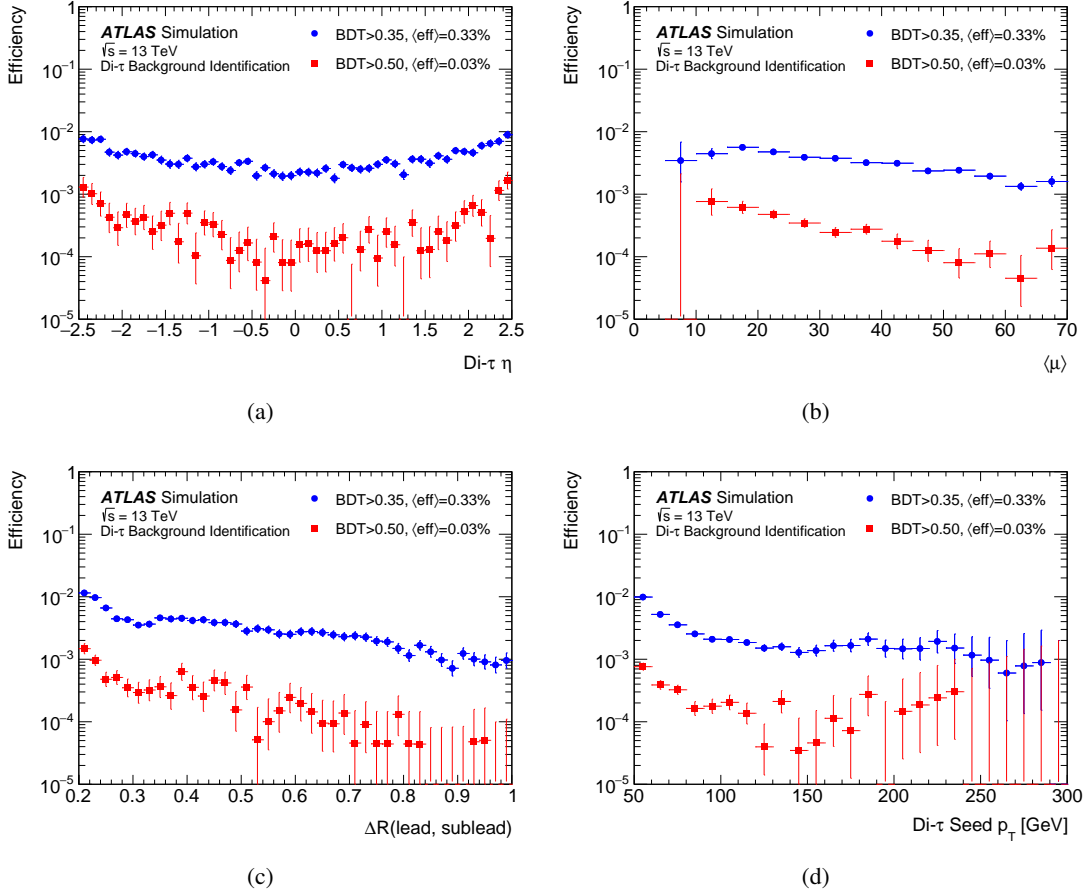 Efficiency
1
10⁻¹
10⁻²
10⁻³
10⁻⁴
10⁻⁵
ATLAS Simulation
√s = 13 TeV
Di-τ Background Identification
BDT>0.35, ⟨eff⟩=0.33%
BDT>0.50, ⟨eff⟩=0.03%
−2.5 −2 −1.5 −1 −0.5 0 0.5 1 1.5 2 2.5
Di-τ η
(a)
Efficiency
1
10⁻¹
10⁻²
10⁻³
10⁻⁴
10⁻⁵
ATLAS Simulation
√s = 13 TeV
Di-τ Background Identification
BDT>0.35, ⟨eff⟩=0.33%
BDT>0.50, ⟨eff⟩=0.03%
0 10 20 30 40 50 60 70
⟨μ⟩
(b)
Efficiency
1
10⁻¹
10⁻²
10⁻³
10⁻⁴
10⁻⁵
ATLAS Simulation
√s = 13 TeV
Di-τ Background Identification
BDT>0.35, ⟨eff⟩=0.33%
BDT>0.50, ⟨eff⟩=0.03%
0.2 0.3 0.4 0.5 0.6 0.7 0.8 0.9 1
ΔR(lead, sublead)
(c)
Efficiency
1
10⁻¹
10⁻²
10⁻³
10⁻⁴
10⁻⁵
ATLAS Simulation
√s = 13 TeV
Di-τ Background Identification
BDT>0.35, ⟨eff⟩=0.33%
BDT>0.50, ⟨eff⟩=0.03%
50 100 150 200 250 300
Di-τ Seed p_T [GeV]
(d)